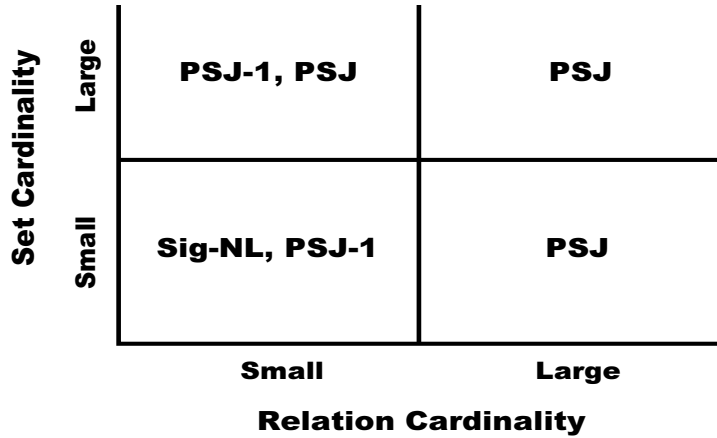 Set Cardinality
Large
PSJ-1, PSJ
PSJ
Small
Sig-NL, PSJ-1
PSJ
Small
Large
Relation Cardinality